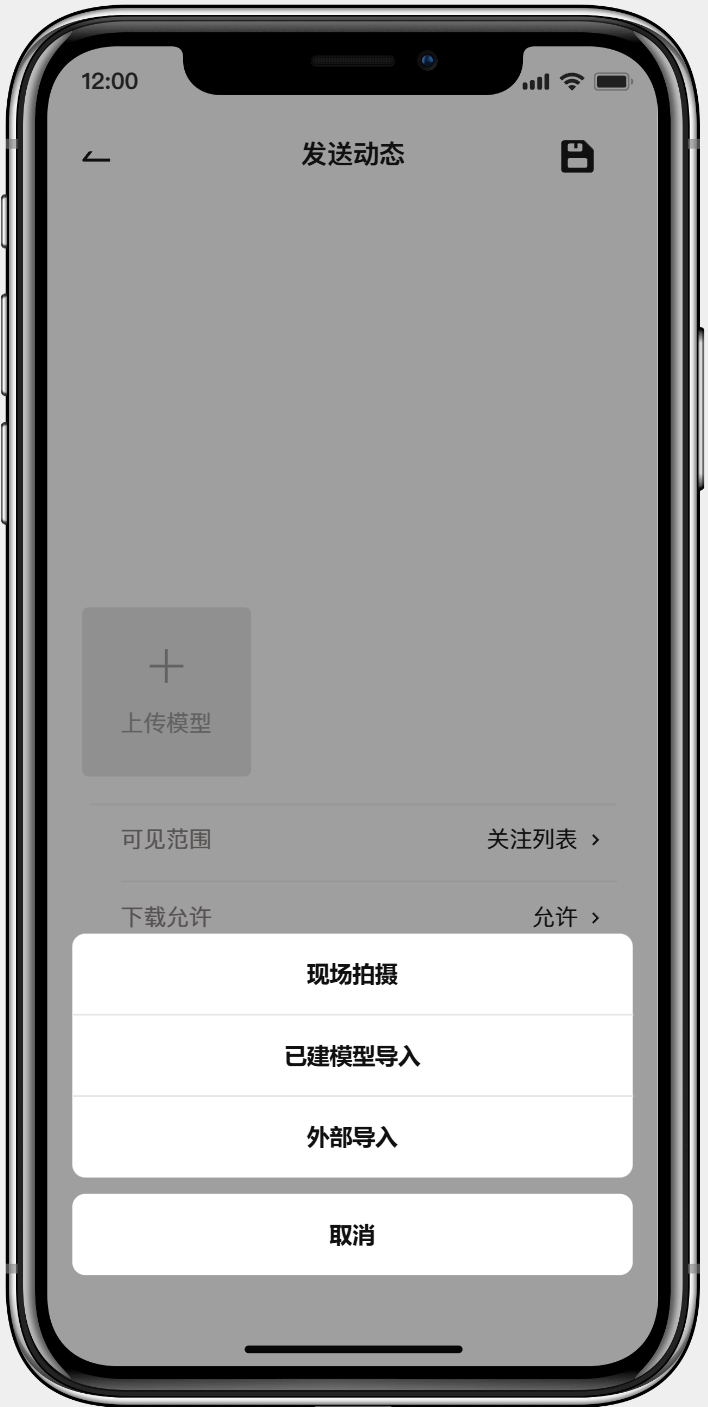 12:00
发送动态
上传模型
可见范围 关注列表 >
下载允许 允许 >
现场拍摄
已建模型导入
外部导入
取消